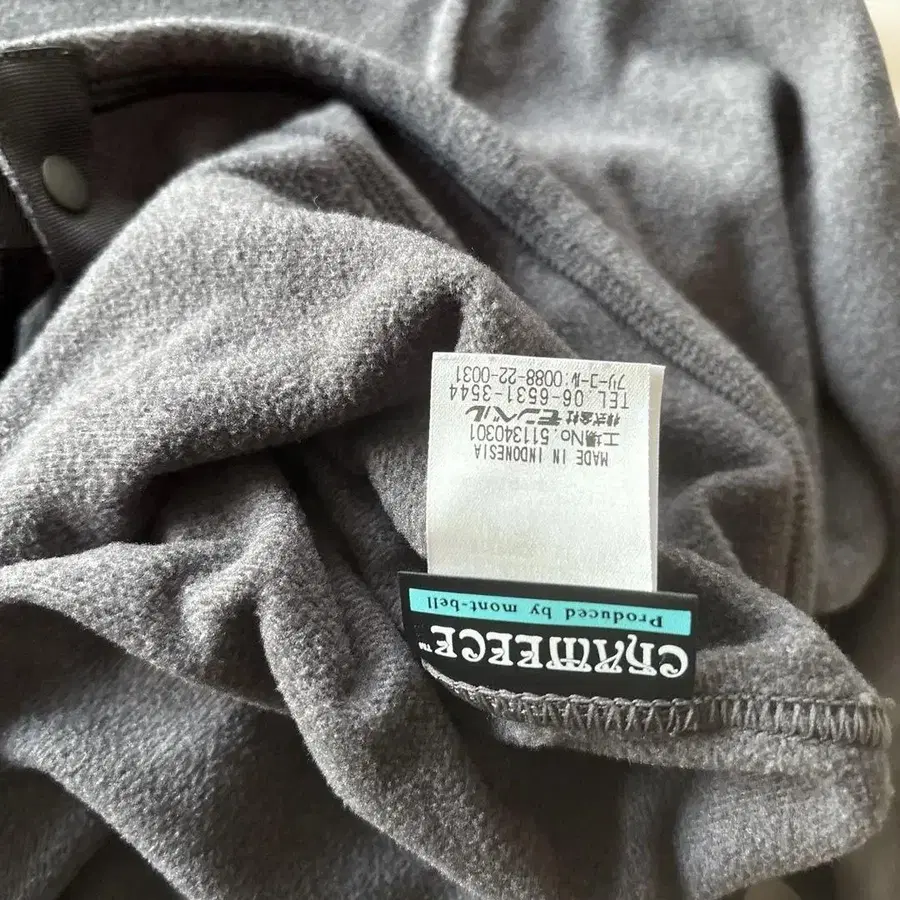 CHAMEECE™
Produced by mont-bell
MADE IN INDONESIA
工場No. 511340301
株式会社モンベル
TEL. 06-6531-3544
フリーコール: 0088-22-0031